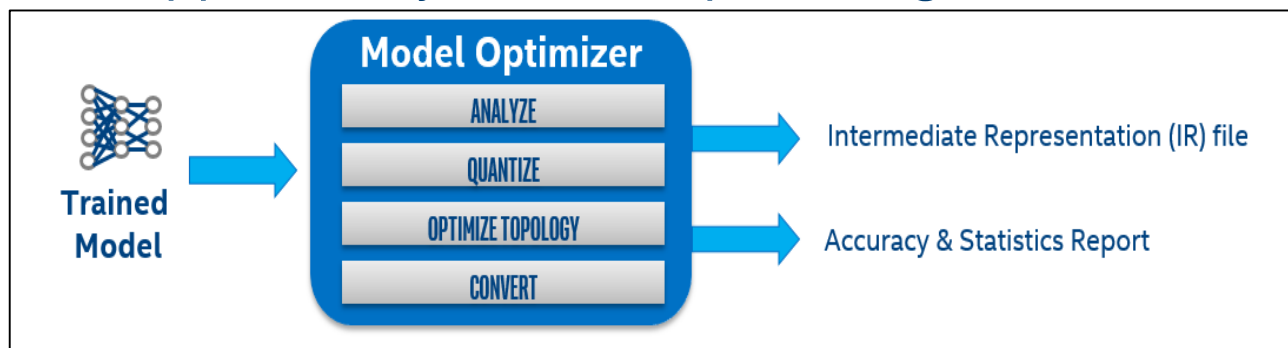 Model Optimizer
ANALYZE
QUANTIZE
OPTIMIZE TOPOLOGY
CONVERT
Trained
Model
Intermediate Representation (IR) file
Accuracy & Statistics Report